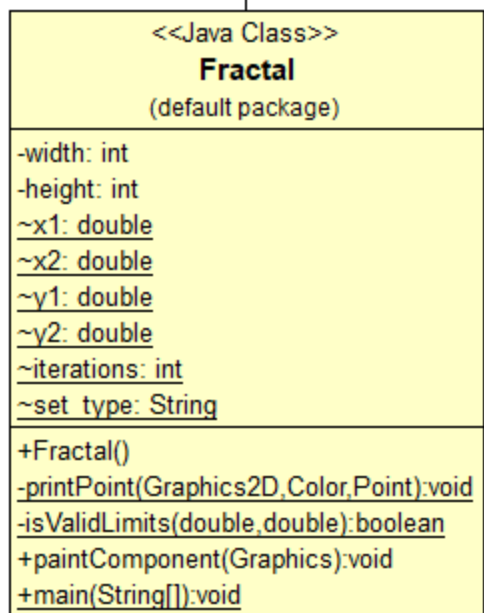 <<Java Class>>
Fractal
(default package)
-width: int
-height: int
~x1: double
~x2: double
~y1: double
~y2: double
~iterations: int
~set_type: String
+Fractal()
-printPoint(Graphics2D,Color,Point):void
-isValidLimits(double,double):boolean
+paintComponent(Graphics):void
+main(String[]):void